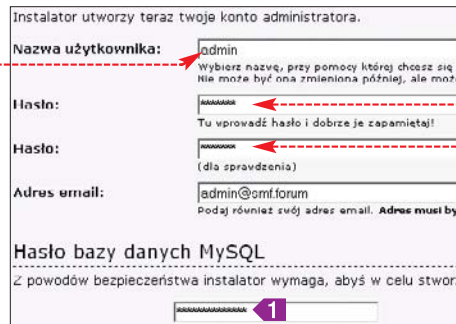 Instalator utworzy teraz twoje konto administratora.
Nazwa użytkownika:
admin
Wybierz nazwę, przy pomocy której chcesz się
Nie może być ona zmieniona później, ale moż
Hasło:
*******
Tu wprowadź hasło i dobrze je zapamiętaj!
Hasło:
*******
(dla sprawdzenia)
Adres email:
admin@smf.forum
Podaj również swój adres email. Adres musi by
Hasło bazy danych MySQL
Z powodów bezpieczeństwa instalator wymaga, abyś w celu stwor
**************
1